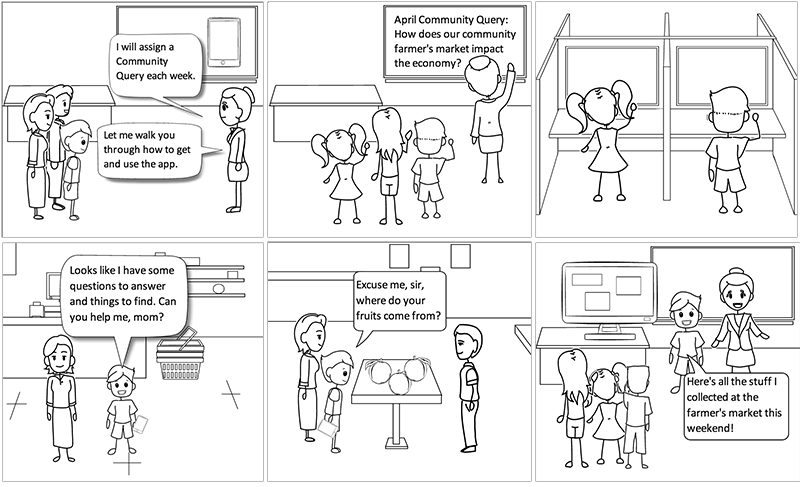 I will assign a
Community
Query each week.
Let me walk you
through how to get
and use the app.
April Community Query:
How does our community
farmer's market impact
the economy?
Looks like I have some
questions to answer
and things to find. Can
you help me, mom?
Excuse me, sir,
where do your
fruits come from?
Here's all the stuff I
collected at the
farmer's market this
weekend!